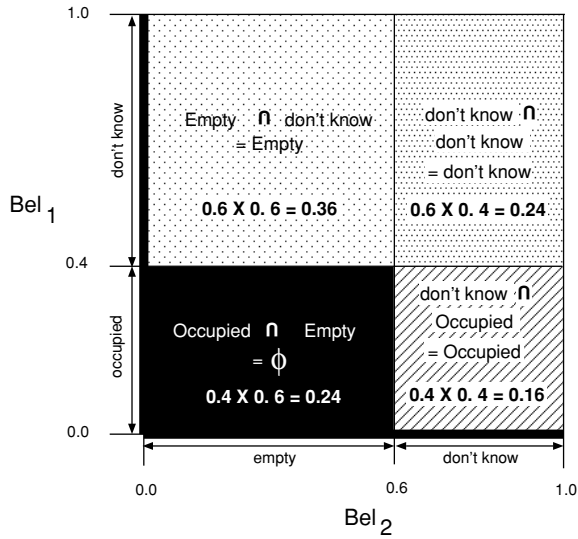 1.0
don't know
Empty ∩ don't know
= Empty
0.6 X 0. 6 = 0.36
don't know ∩
don't know
= don't know
0.6 X 0. 4 = 0.24
Bel 1
0.4
occupied
Occupied ∩ Empty
= ϕ
0.4 X 0. 6 = 0.24
don't know ∩
Occupied
= Occupied
0.4 X 0. 4 = 0.16
0.0
empty
don't know
0.0
0.6
1.0
Bel 2